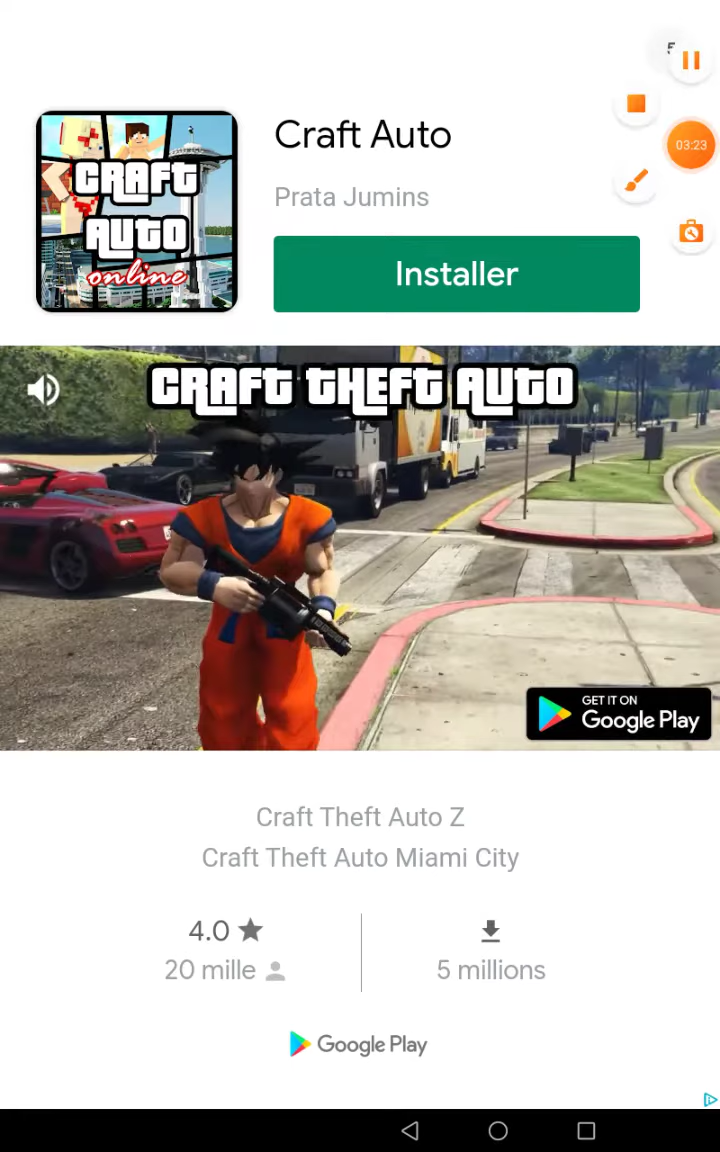 5
Craft Auto
03:23
Prata Jumins
Installer
CRAFT
AUTO
online
CRAFT THEFT AUTO
GET IT ON
Google Play
Craft Theft Auto Z
Craft Theft Auto Miami City
4.0
20 mille
5 millions
Google Play